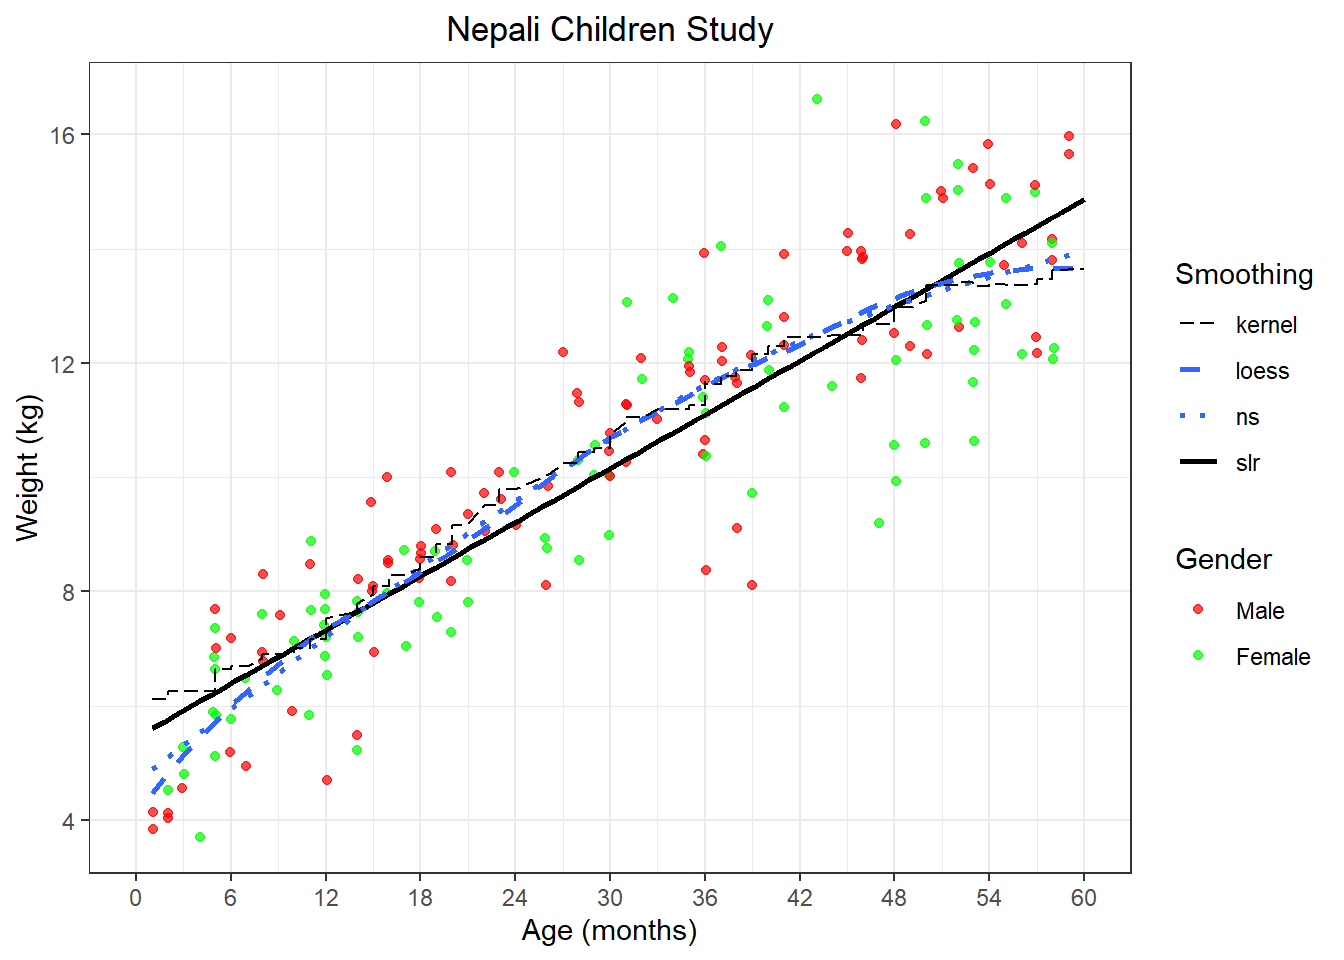 Nepali Children Study
Weight (kg)
16
12
8
4
0 6 12 18 24 30 36 42 48 54 60
Age (months)
Smoothing
kernel
loess
ns
slr
Gender
Male
Female